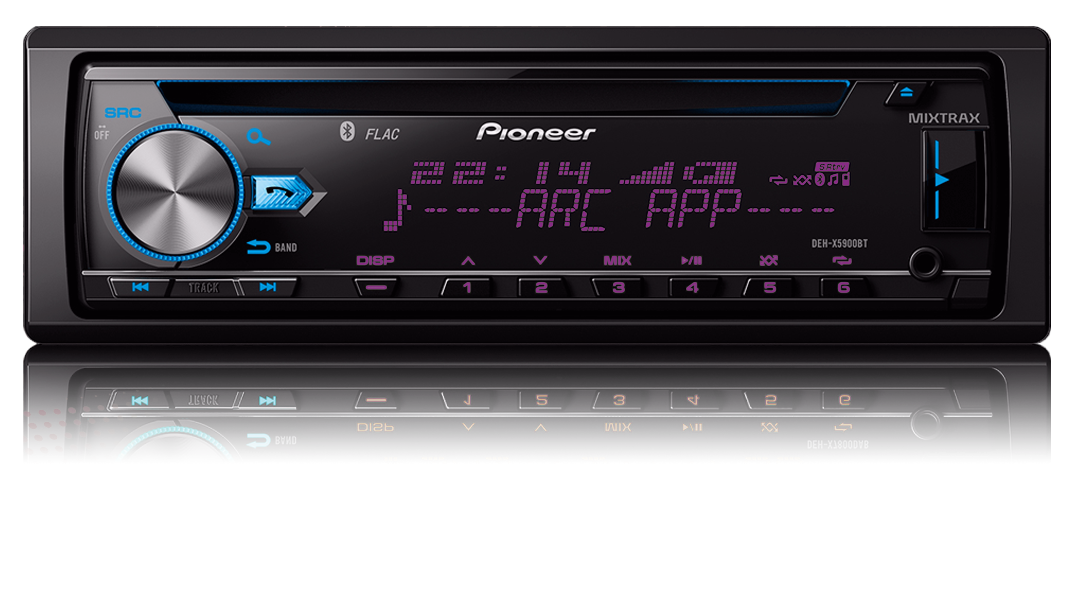 SRC
OFF
FLAC
Pioneer
MIXTRAX
22:14
----ARC APP-----
DEH-X5900BT
BAND
DISP
MIX
TRACK
1 2 3 4 5 6